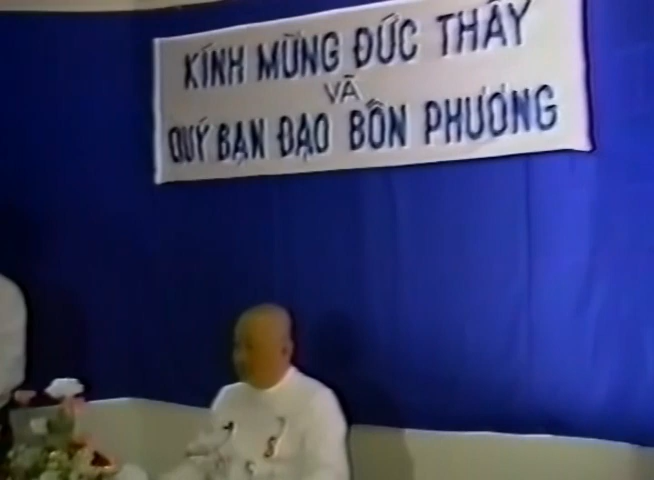 KÍNH MỪNG ĐỨC THẦY
VÀ
QUÝ BẠN ĐẠO BỐN PHƯƠNG